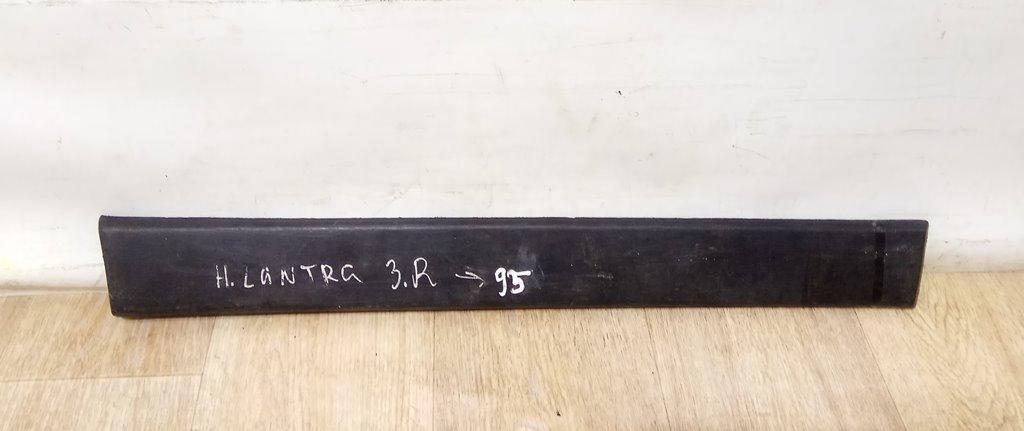 H. LANTRA 3.R → 95